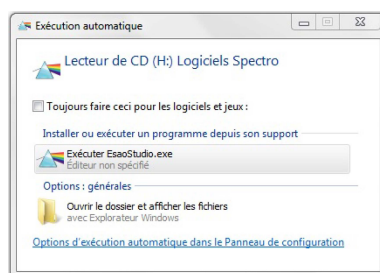 Exécution automatique
Lecteur de CD (H:) Logiciels Spectro
Toujours faire ceci pour les logiciels et jeux :
Installer ou exécuter un programme depuis son support
Exécuter EsaoStudio.exe
Éditeur non spécifié
Options : générales
Ouvrir le dossier et afficher les fichiers
avec Explorateur Windows
Options d'exécution automatique dans le Panneau de configuration